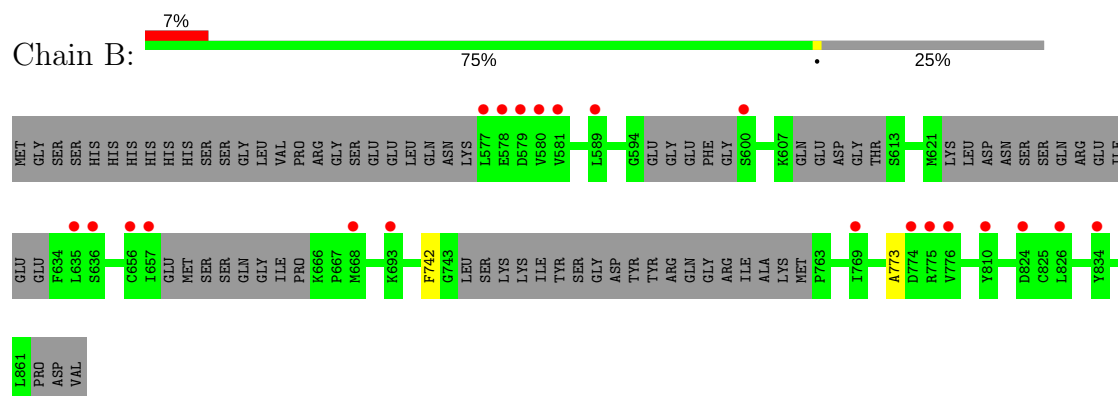 7%
Chain B:
75% • 25%
MET GLY SER SER HIS HIS HIS HIS HIS HIS SER SER GLY LEU VAL PRO ARG GLY SER GLU GLU LEU GLN ASN LYS L577 E578 D579 V580 V581 L589 G594 GLU GLY GLU PHE GLY S600 K607 GLN GLU ASP GLY THR S613 M621 LYS LEU ASP ASN SER SER GLN ARG GLU ILE
GLU GLU F634 L635 S636 C656 I657 GLU MET SER SER GLN GLY ILE PRO K666 P667 M668 K693 F742 G743 LEU SER LYS LYS ILE TYR SER GLY ASP TYR TYR ARG GLN GLY ARG ILE ALA LYS MET P763 I769 A773 D774 R775 V776 Y810 D824 C825 L826 Y834
L861 PRO ASP VAL